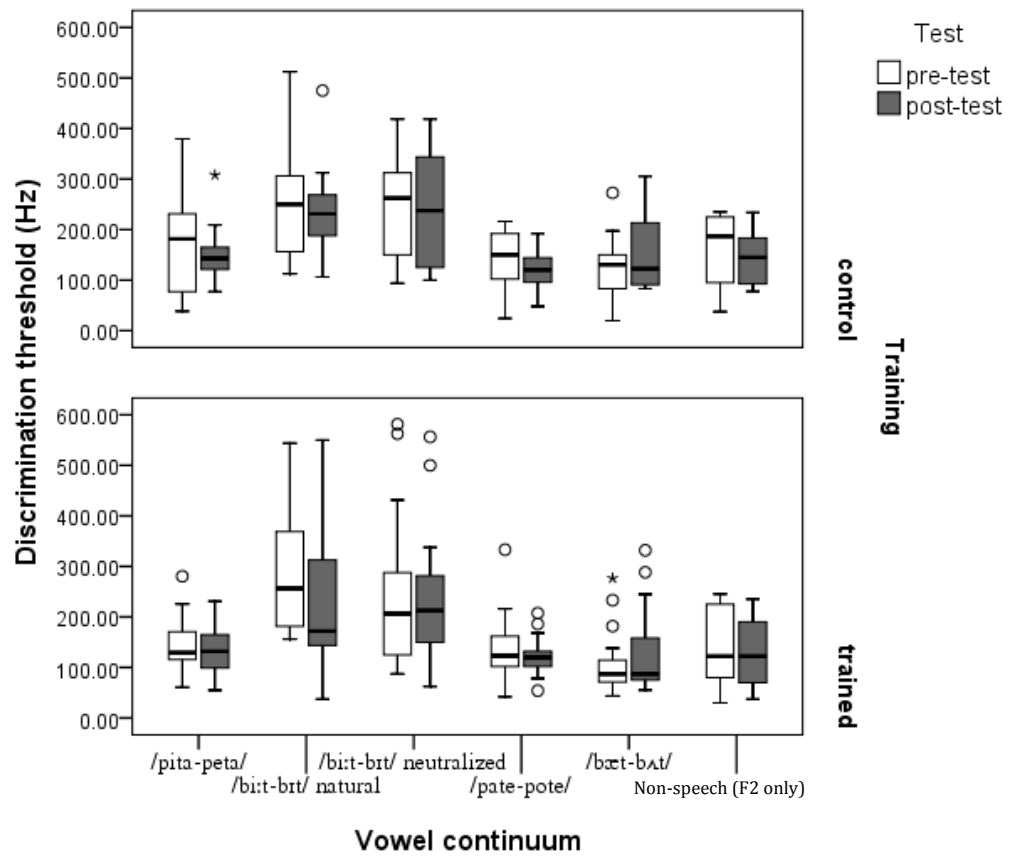 Test
pre-test
post-test
600.00
500.00
400.00
300.00
200.00
100.00
0.00
control
600.00
500.00
400.00
300.00
200.00
100.00
0.00
trained
Training
Discrimination threshold (Hz)
/pita-peta/
/biːt-bɪt/ natural
/biːt-bɪt/ neutralized
/pate-pote/
/bæt-bʌt/
Non-speech (F2 only)
Vowel continuum